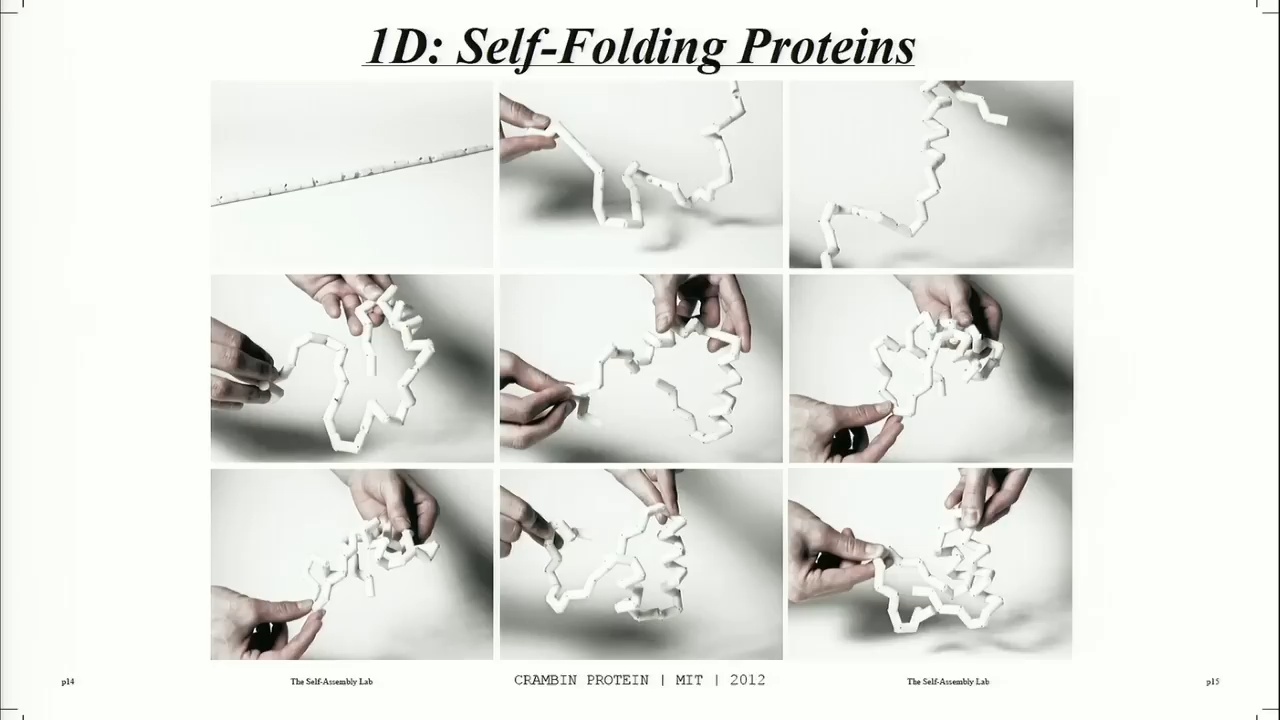 1D: Self-Folding Proteins
p14
The Self-Assembly Lab
CRAMBIN PROTEIN | MIT | 2012
The Self-Assembly Lab
p15